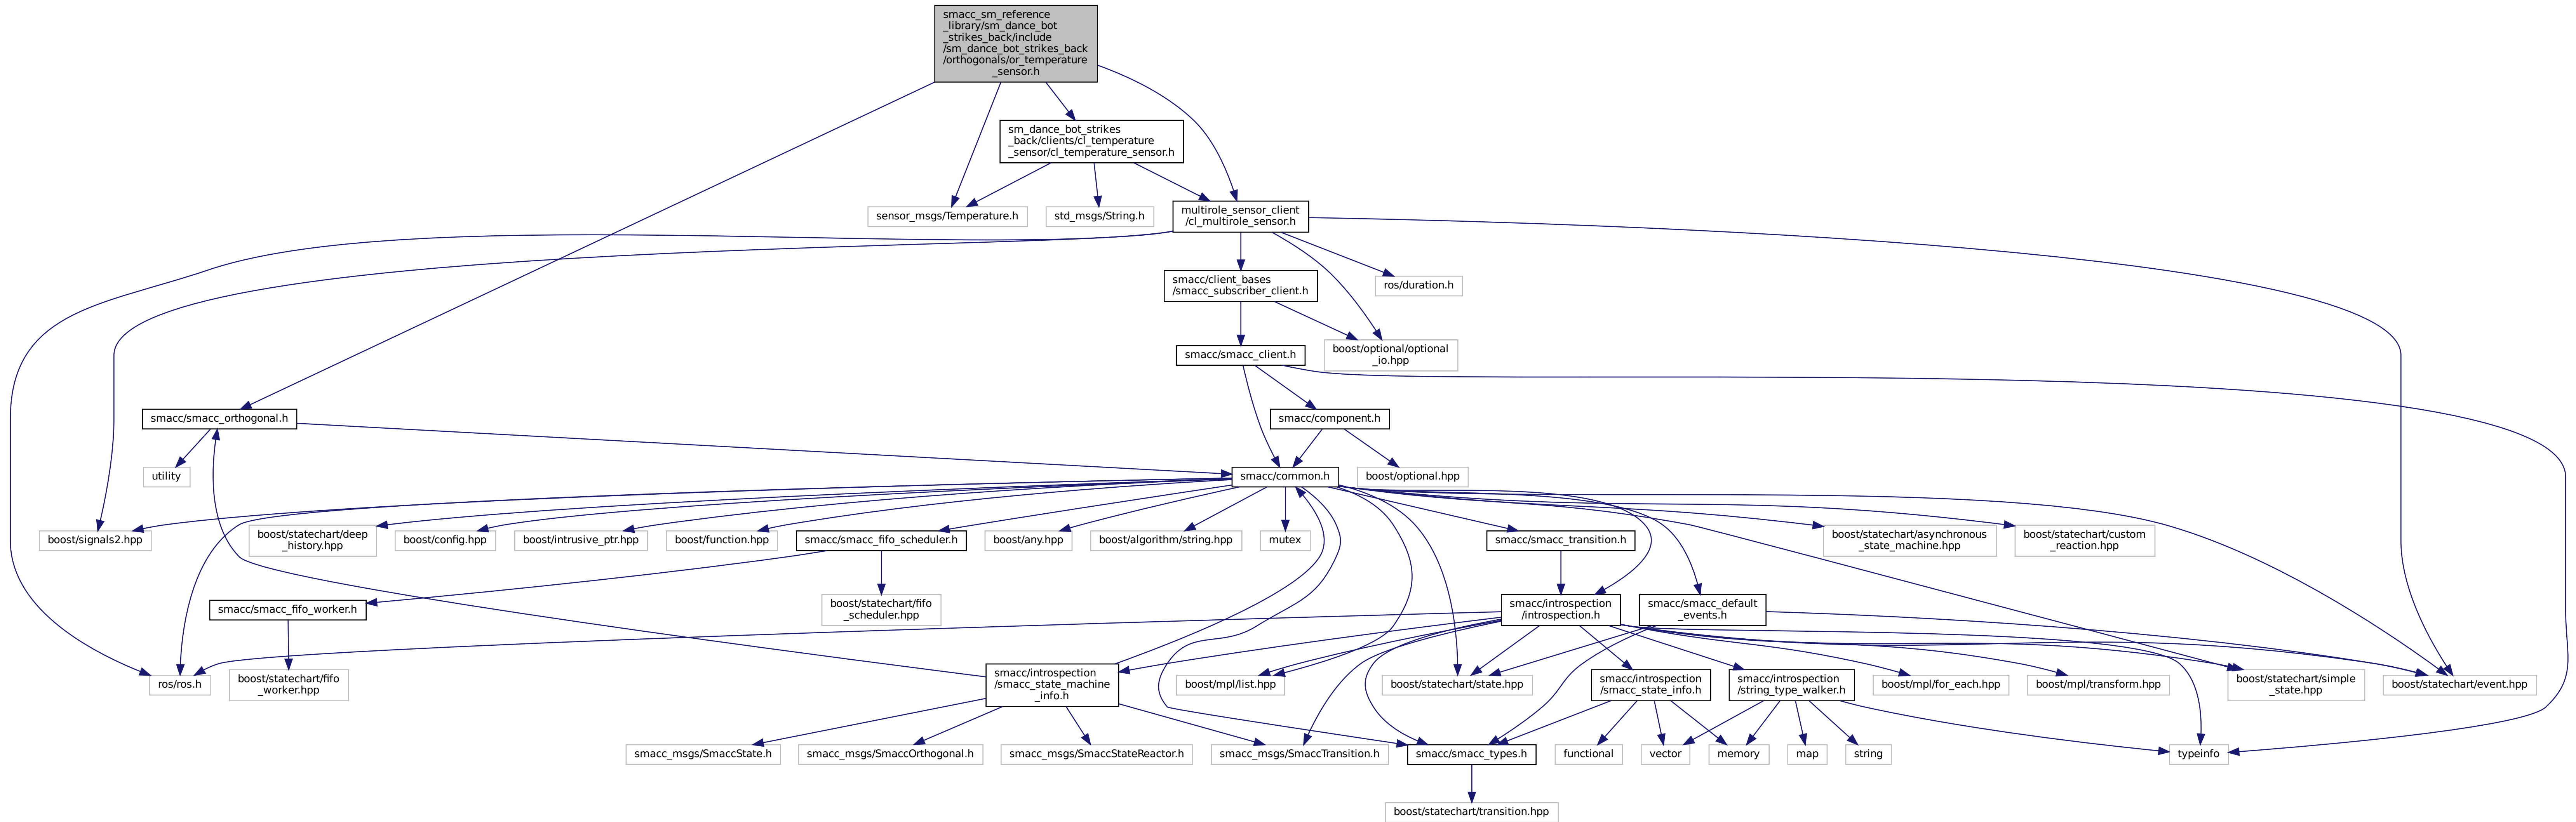 smacc_sm_reference
_library/sm_dance_bot
_strikes_back/include
/sm_dance_bot_strikes_back
/orthogonals/or_temperature
_sensor.h
sm_dance_bot_strikes
_back/clients/cl_temperature
_sensor/cl_temperature_sensor.h
sensor_msgs/Temperature.h
std_msgs/String.h
multirole_sensor_client
/cl_multirole_sensor.h
smacc/client_bases
/smacc_subscriber_client.h
ros/duration.h
smacc/smacc_client.h
boost/optional/optional
_io.hpp
smacc/smacc_orthogonal.h
smacc/component.h
utility
smacc/common.h
boost/optional.hpp
boost/signals2.hpp
boost/statechart/deep
_history.hpp
boost/config.hpp
boost/intrusive_ptr.hpp
boost/function.hpp
smacc/smacc_fifo_scheduler.h
boost/any.hpp
boost/algorithm/string.hpp
mutex
smacc/smacc_transition.h
boost/statechart/asynchronous
_state_machine.hpp
boost/statechart/custom
_reaction.hpp
smacc/smacc_fifo_worker.h
boost/statechart/fifo
_scheduler.hpp
smacc/introspection
/introspection.h
smacc/smacc_default
_events.h
ros/ros.h
boost/statechart/fifo
_worker.hpp
smacc/introspection
/smacc_state_machine
_info.h
boost/mpl/list.hpp
boost/statechart/state.hpp
smacc/introspection
/smacc_state_info.h
smacc/introspection
/string_type_walker.h
boost/mpl/for_each.hpp
boost/mpl/transform.hpp
boost/statechart/simple
_state.hpp
boost/statechart/event.hpp
smacc_msgs/SmaccState.h
smacc_msgs/SmaccOrthogonal.h
smacc_msgs/SmaccStateReactor.h
smacc_msgs/SmaccTransition.h
smacc/smacc_types.h
functional
vector
memory
map
string
typeinfo
boost/statechart/transition.hpp